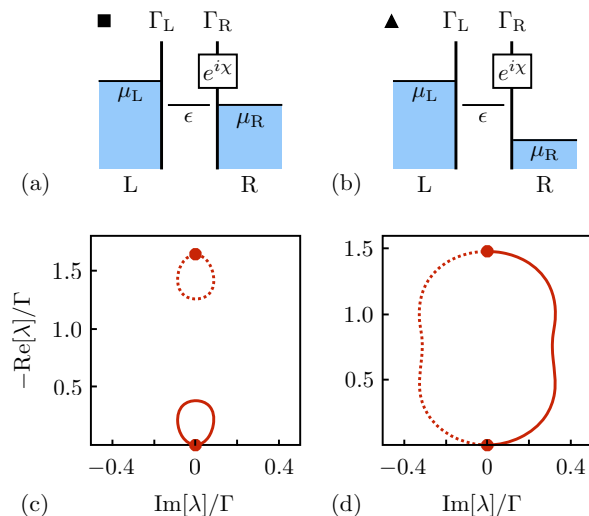 ■ Γ_L Γ_R
e^{iχ}
μ_L
ϵ
μ_R
(a) L R
▲ Γ_L Γ_R
e^{iχ}
μ_L
ϵ
μ_R
(b) L R
−Re[λ]/Γ
1.5
1.0
0.5
−0.4 0 0.4
(c) Im[λ]/Γ
1.5
1.0
0.5
−0.4 0 0.4
(d) Im[λ]/Γ